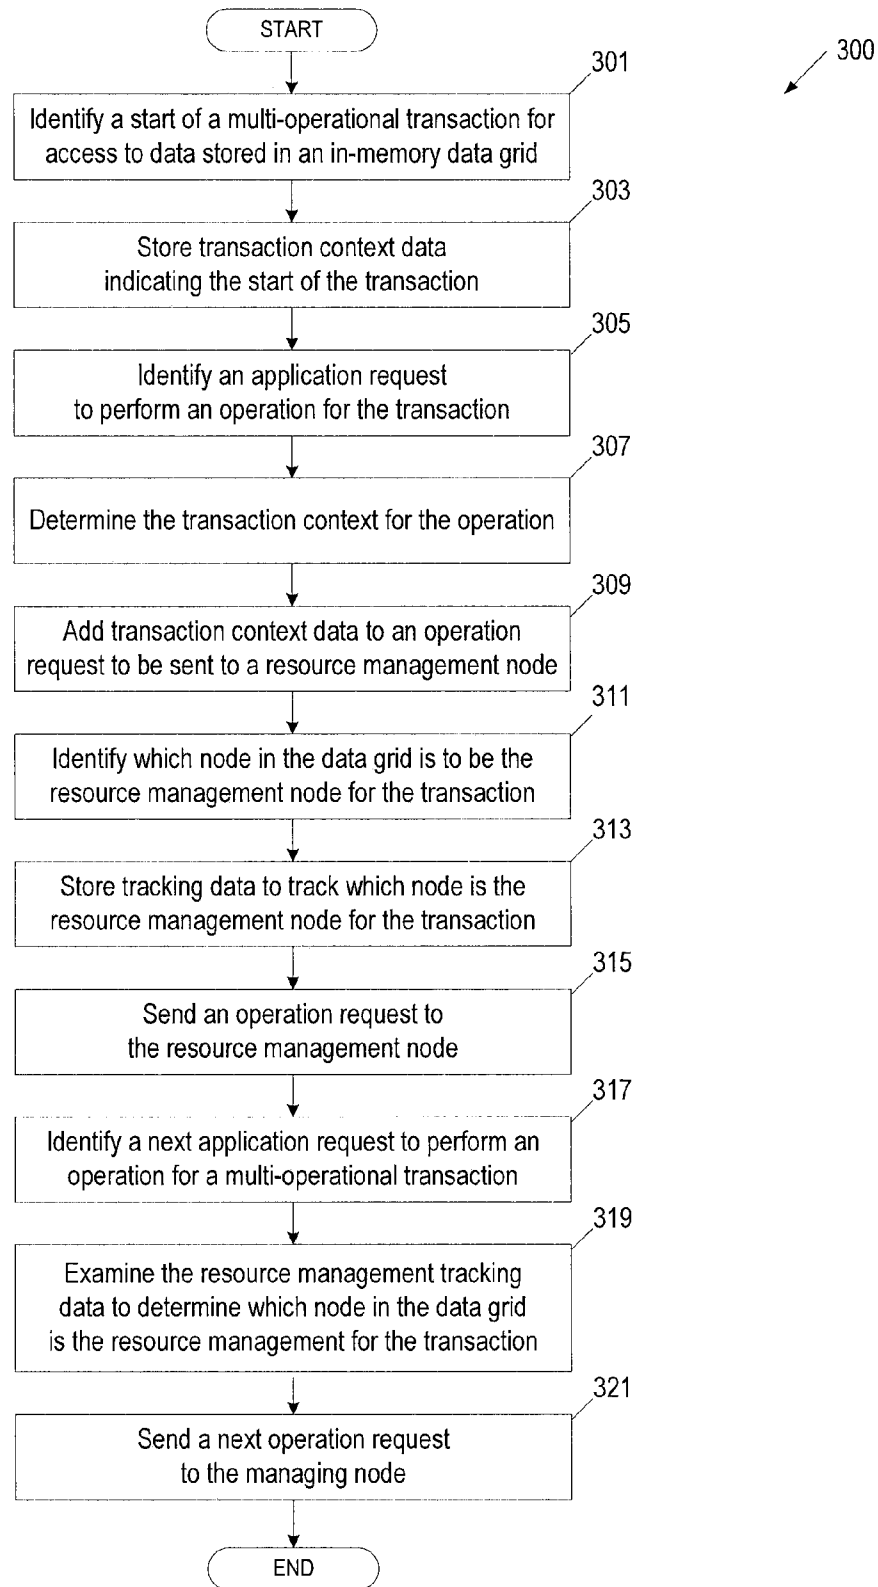 START
300
301
Identify a start of a multi-operational transaction for
access to data stored in an in-memory data grid
303
Store transaction context data
indicating the start of the transaction
305
Identify an application request
to perform an operation for the transaction
307
Determine the transaction context for the operation
309
Add transaction context data to an operation
request to be sent to a resource management node
311
Identify which node in the data grid is to be the
resource management node for the transaction
313
Store tracking data to track which node is the
resource management node for the transaction
315
Send an operation request to
the resource management node
317
Identify a next application request to perform an
operation for a multi-operational transaction
319
Examine the resource management tracking
data to determine which node in the data grid
is the resource management for the transaction
321
Send a next operation request
to the managing node
END